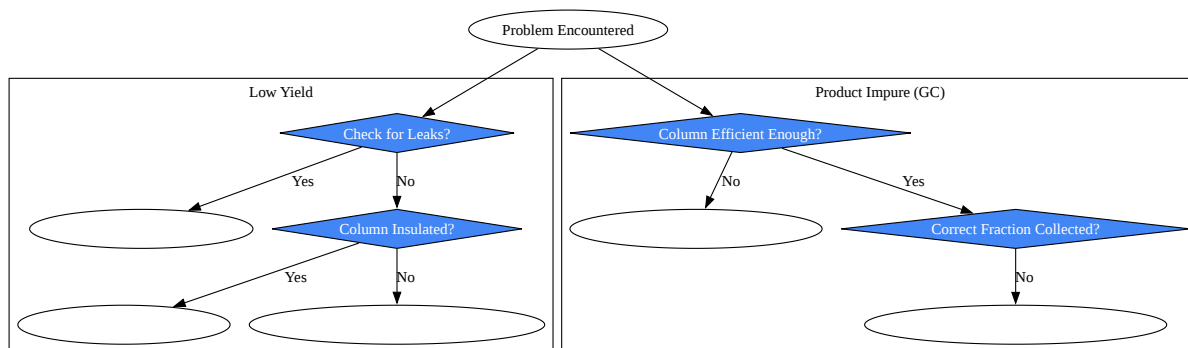 Problem Encountered
Low Yield
Product Impure (GC)
Check for Leaks?
Column Efficient Enough?
Yes
No
No
Yes
Column Insulated?
Correct Fraction Collected?
Yes
No
No